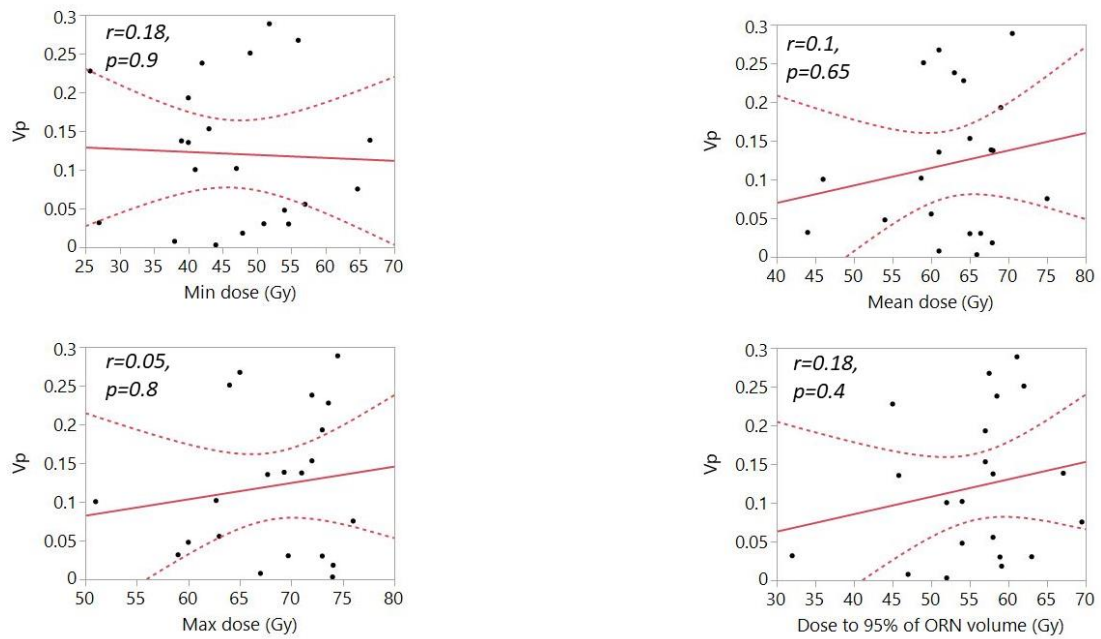 0.3
0.25
0.2
0.15
0.1
0.05
0
Vp
r=0.18,
p=0.9
25 30 35 40 45 50 55 60 65 70
Min dose (Gy)
0.3
0.25
0.2
0.15
0.1
0.05
0
Vp
r=0.1,
p=0.65
40 45 50 55 60 65 70 75 80
Mean dose (Gy)
0.3
0.25
0.2
0.15
0.1
0.05
0
Vp
r=0.05,
p=0.8
50 55 60 65 70 75 80
Max dose (Gy)
0.3
0.25
0.2
0.15
0.1
0.05
0
Vp
r=0.18,
p=0.4
30 35 40 45 50 55 60 65 70
Dose to 95% of ORN volume (Gy)